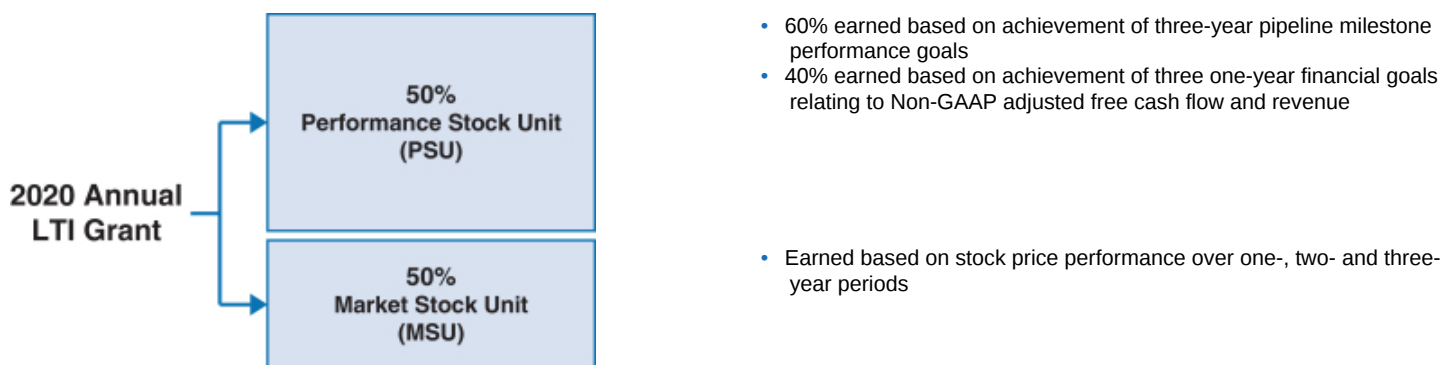 2020 Annual
LTI Grant
50%
Performance Stock Unit
(PSU)
• 60% earned based on achievement of three-year pipeline milestone
performance goals
• 40% earned based on achievement of three one-year financial goals
relating to Non-GAAP adjusted free cash flow and revenue
50%
Market Stock Unit
(MSU)
• Earned based on stock price performance over one-, two- and three-
year periods